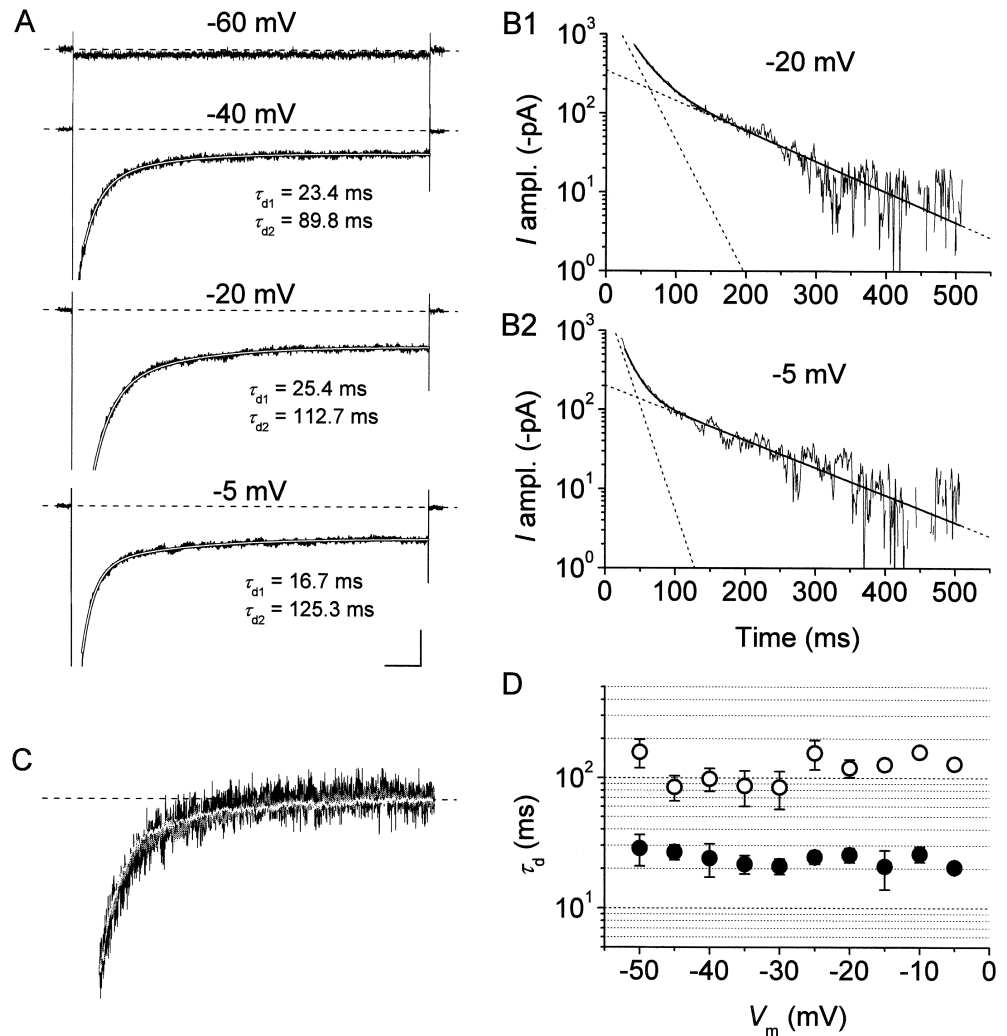 A
-60 mV
-40 mV
τd1 = 23.4 ms
τd2 = 89.8 ms
-20 mV
τd1 = 25.4 ms
τd2 = 112.7 ms
-5 mV
τd1 = 16.7 ms
τd2 = 125.3 ms
B1
-20 mV
I ampl. (-pA)
10³
10²
10¹
10⁰
0 100 200 300 400 500
B2
-5 mV
I ampl. (-pA)
10³
10²
10¹
10⁰
0 100 200 300 400 500
Time (ms)
C
D
τd (ms)
10²
10¹
-50 -40 -30 -20 -10 0
Vm (mV)